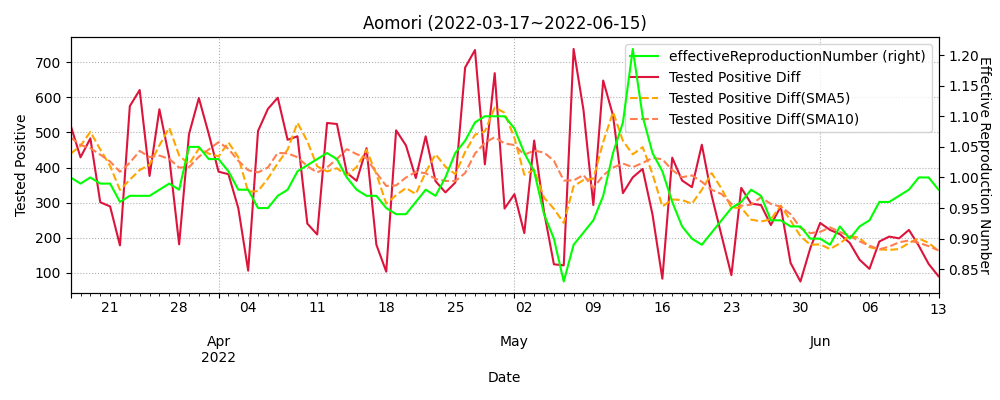 Aomori (2022-03-17~2022-06-15)
effectiveReproductionNumber (right)
Tested Positive Diff
Tested Positive Diff(SMA5)
Tested Positive Diff(SMA10)
Tested Positive
700
600
500
400
300
200
100
1.20
1.15
1.10
1.05
1.00
0.95
0.90
0.85
Effective Reproduction Number
21 28 04 11 18 25 02 09 16 23 30 06 13
Apr May Jun
2022
Date